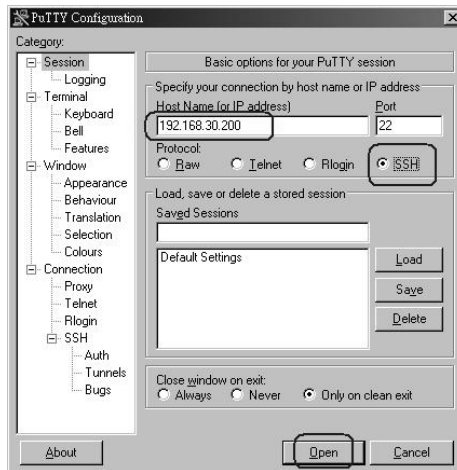 PuTTY Configuration
Category:
Session
Logging
Terminal
Keyboard
Bell
Features
Window
Appearance
Behaviour
Translation
Selection
Colours
Connection
Proxy
Telnet
Rlogin
SSH
Auth
Tunnels
Bugs
Basic options for your PuTTY session
Specify your connection by host name or IP address
Host Name (or IP address) Port
192.168.30.200 22
Protocol:
Raw Telnet Rlogin SSH
Load, save or delete a stored session
Saved Sessions
Default Settings
Load
Save
Delete
Close window on exit:
Always Never Only on clean exit
About Open Cancel